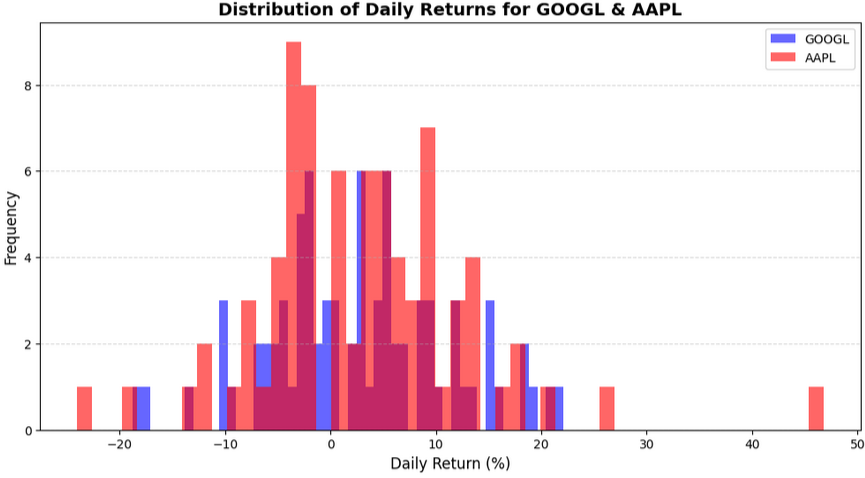 Distribution of Daily Returns for GOOGL & AAPL
GOOGL
AAPL
8
6
4
2
0
Frequency
−20 −10 0 10 20 30 40 50
Daily Return (%)